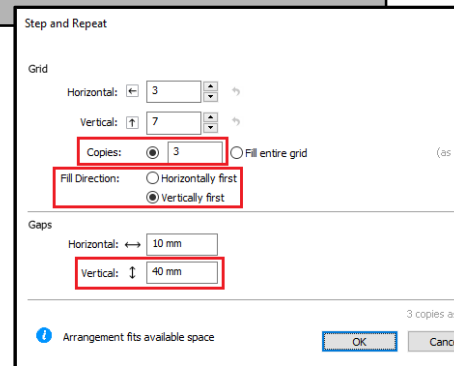 Step and Repeat
Grid
Horizontal: 3
Vertical: 7
Copies: 3 Fill entire grid (as
Fill Direction: Horizontally first
Vertically first
Gaps
Horizontal: 10 mm
Vertical: 40 mm
3 copies as
Arrangement fits available space OK Canc